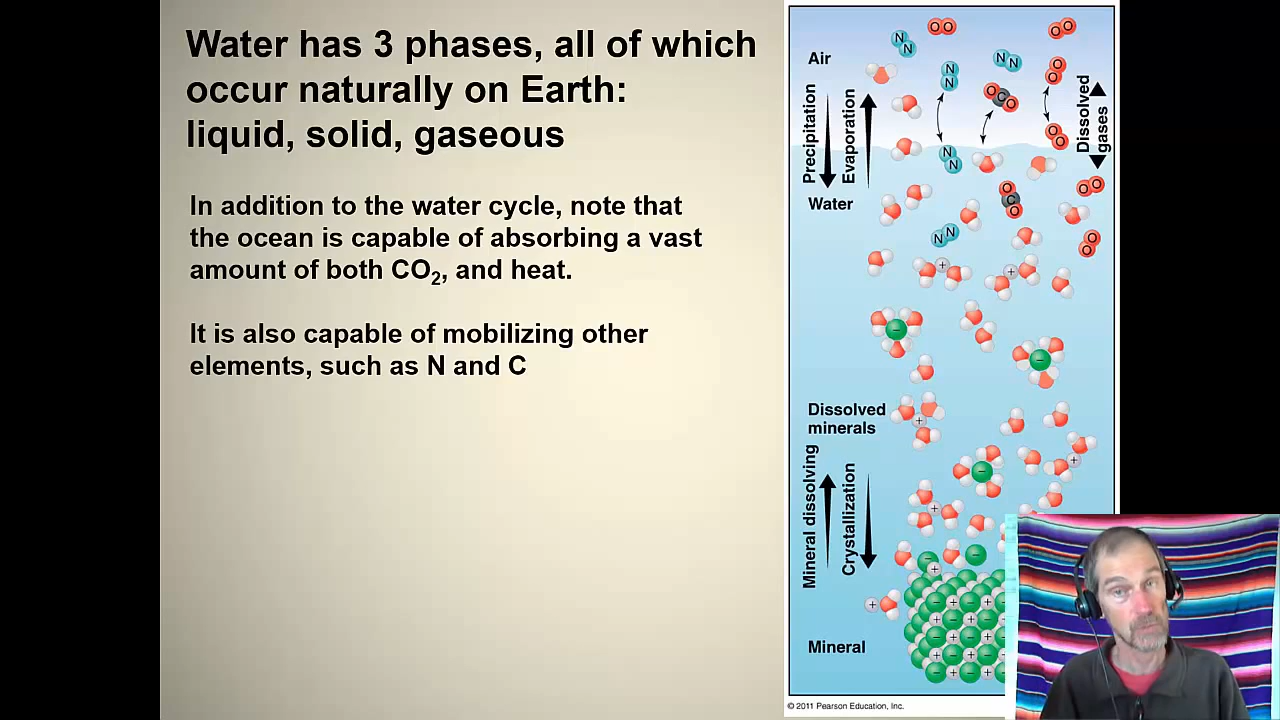 Water has 3 phases, all of which
occur naturally on Earth:
liquid, solid, gaseous
In addition to the water cycle, note that
the ocean is capable of absorbing a vast
amount of both CO₂, and heat.
It is also capable of mobilizing other
elements, such as N and C
Air
Precipitation
Evaporation
Dissolved
gases
Water
Dissolved
minerals
Mineral dissolving
Crystallization
Mineral
O O
N N
O O
N N
N N
O O
O C O
O O
N N
O C O
O O
N N
O O
© 2011 Pearson Education, Inc.